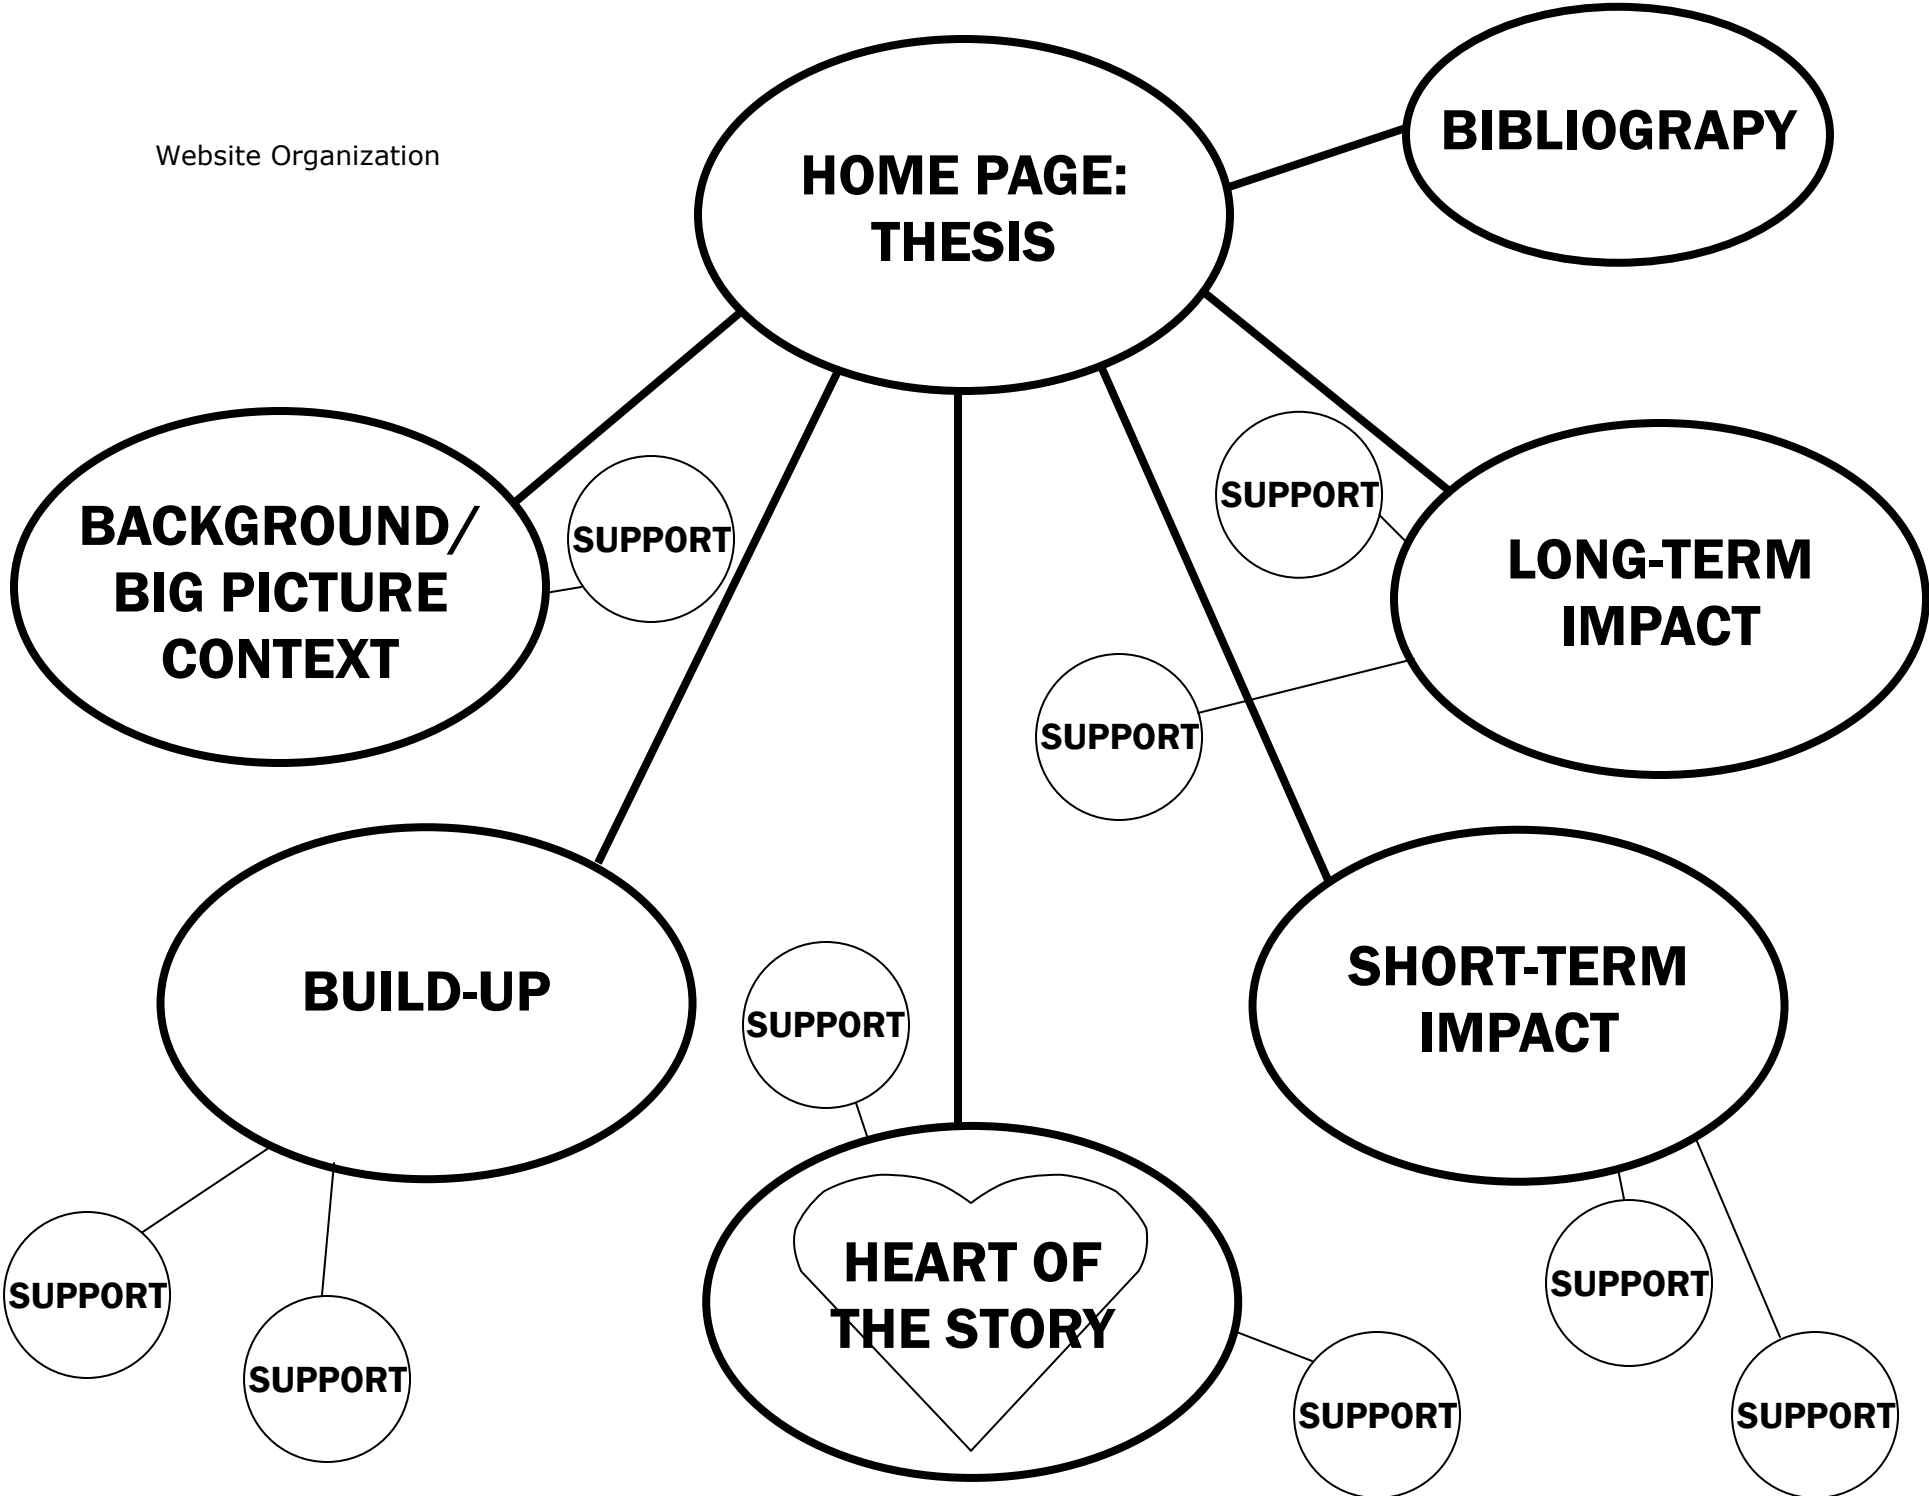 Website Organization
HOME PAGE:
THESIS
BIBLIOGRAPY
BACKGROUND/
BIG PICTURE
CONTEXT
SUPPORT
SUPPORT
LONG-TERM
IMPACT
SUPPORT
BUILD-UP
SUPPORT
SHORT-TERM
IMPACT
SUPPORT
SUPPORT
HEART OF
THE STORY
SUPPORT
SUPPORT
SUPPORT